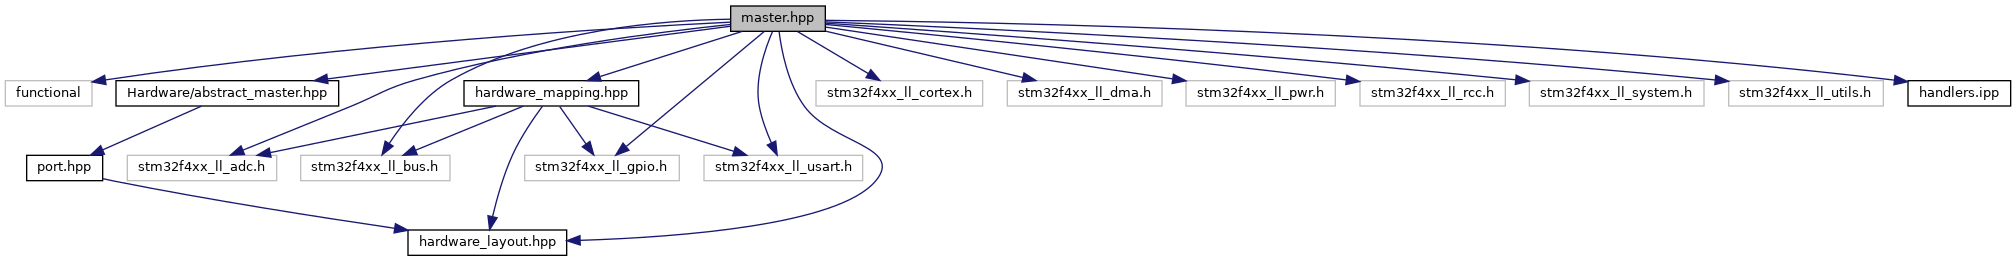 master.hpp
functional
Hardware/abstract_master.hpp
hardware_mapping.hpp
stm32f4xx_ll_cortex.h
stm32f4xx_ll_dma.h
stm32f4xx_ll_pwr.h
stm32f4xx_ll_rcc.h
stm32f4xx_ll_system.h
stm32f4xx_ll_utils.h
handlers.ipp
port.hpp
stm32f4xx_ll_adc.h
stm32f4xx_ll_bus.h
stm32f4xx_ll_gpio.h
stm32f4xx_ll_usart.h
hardware_layout.hpp